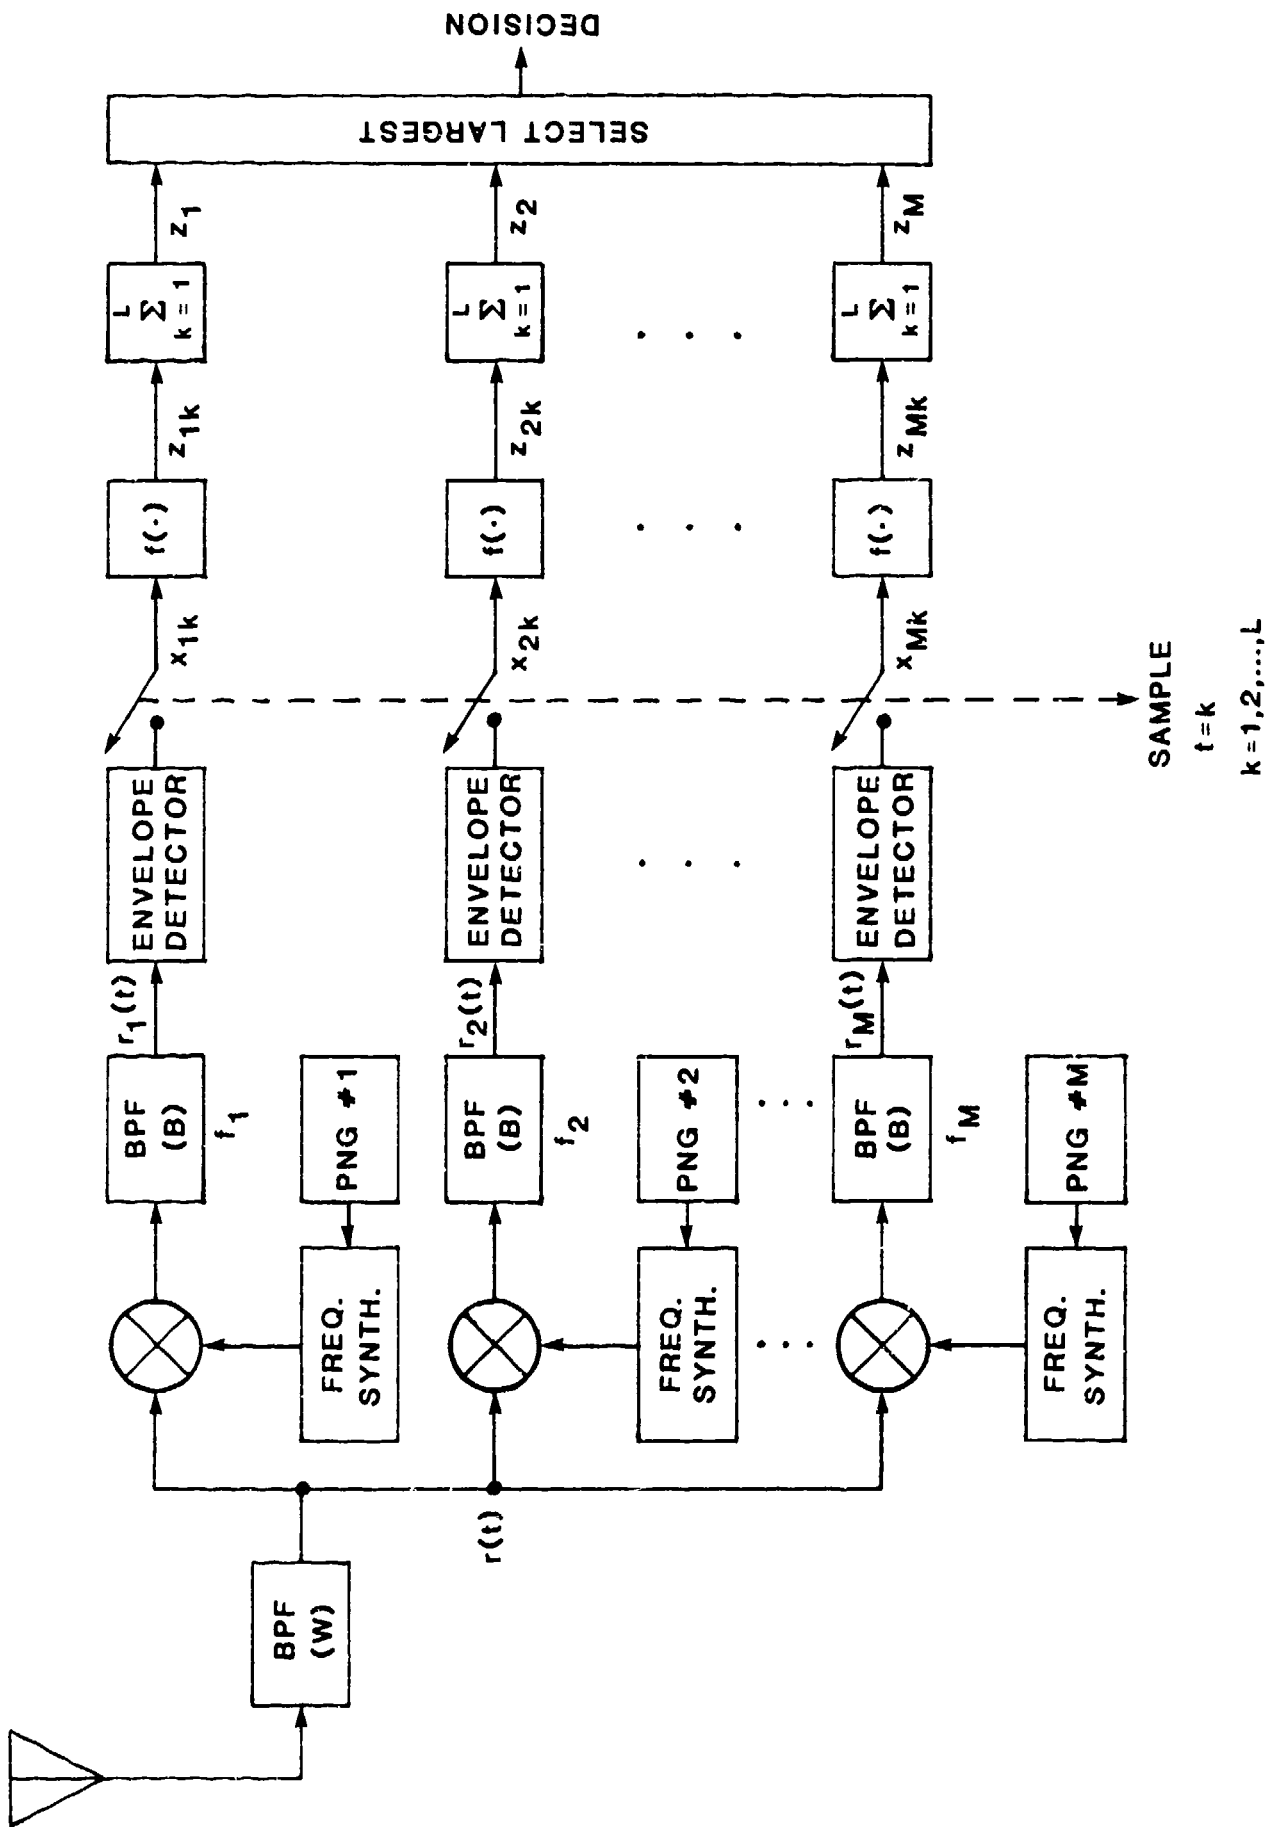 BPF
(W)
r(t)
FREQ.
SYNTH.
PNG #1
BPF
(B)
f1
r1(t)
ENVELOPE
DETECTOR
x1k
f(·)
z1k
L
Σ
k = 1
z1
FREQ.
SYNTH.
PNG #2
BPF
(B)
f2
r2(t)
ENVELOPE
DETECTOR
x2k
f(·)
z2k
L
Σ
k = 1
z2
. . .
. . .
. . .
. . .
. . .
FREQ.
SYNTH.
PNG #M
BPF
(B)
fM
rM(t)
ENVELOPE
DETECTOR
xMk
f(·)
zMk
L
Σ
k = 1
zM
SELECT LARGEST
DECISION
SAMPLE
t=k
k=1,2,...,L